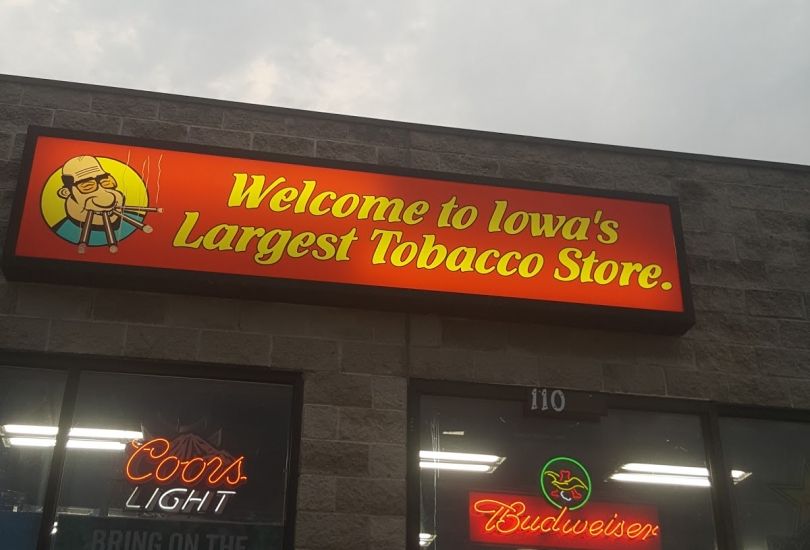 Welcome to Iowa's
Largest Tobacco Store.
110
Coors
LIGHT
BRING ON THE
Budweiser